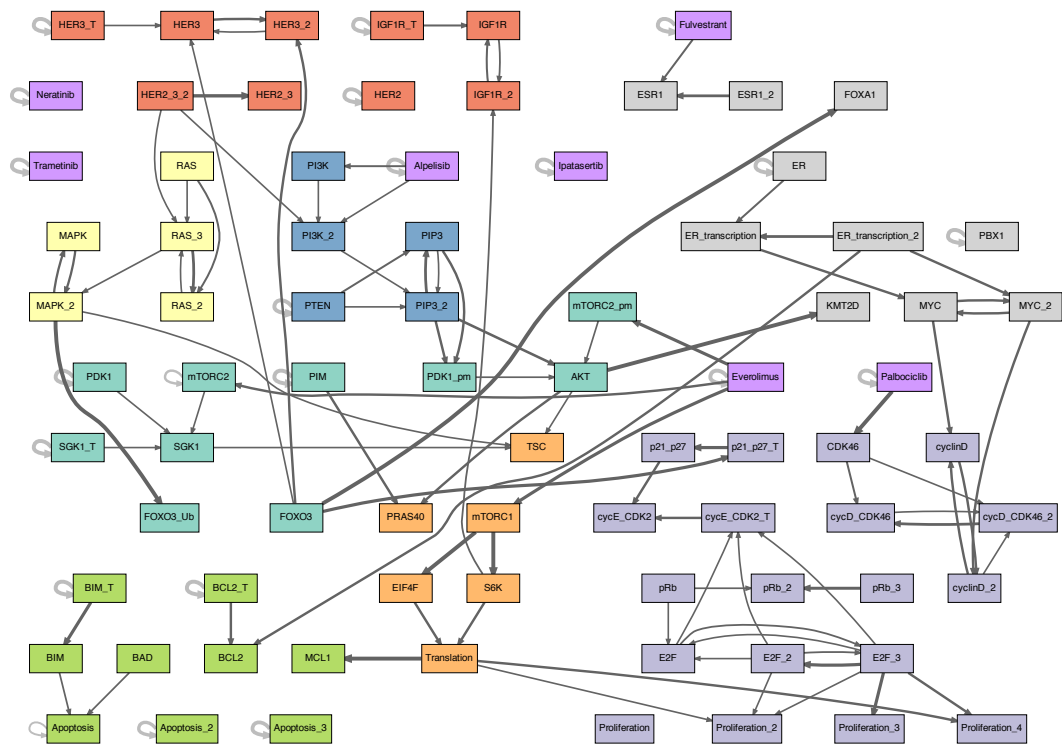 HER3_T
HER3
HER3_2
IGF1R_T
IGF1R
Fulvestrant
Neratinib
HER2_3_2
HER2_3
HER2
IGF1R_2
ESR1
ESR1_2
FOXA1
Trametinib
RAS
PI3K
Alpelisib
Ipatasertib
ER
MAPK
RAS_3
PI3K_2
PIP3
ER_transcription
ER_transcription_2
PBX1
MAPK_2
RAS_2
PTEN
PIP3_2
mTORC2_pm
KMT2D
MYC
MYC_2
PDK1
mTORC2
PIM
PDK1_pm
AKT
Everolimus
Palbociclib
SGK1_T
SGK1
TSC
p21_p27
p21_p27_T
CDK46
cyclinD
FOXO3_Ub
FOXO3
PRAS40
mTORC1
cycE_CDK2
cycE_CDK2_T
cycD_CDK46
cycD_CDK46_2
BIM_T
BCL2_T
EIF4F
S6K
pRb
pRb_2
pRb_3
cyclinD_2
BIM
BAD
BCL2
MCL1
Translation
E2F
E2F_2
E2F_3
Apoptosis
Apoptosis_2
Apoptosis_3
Proliferation
Proliferation_2
Proliferation_3
Proliferation_4